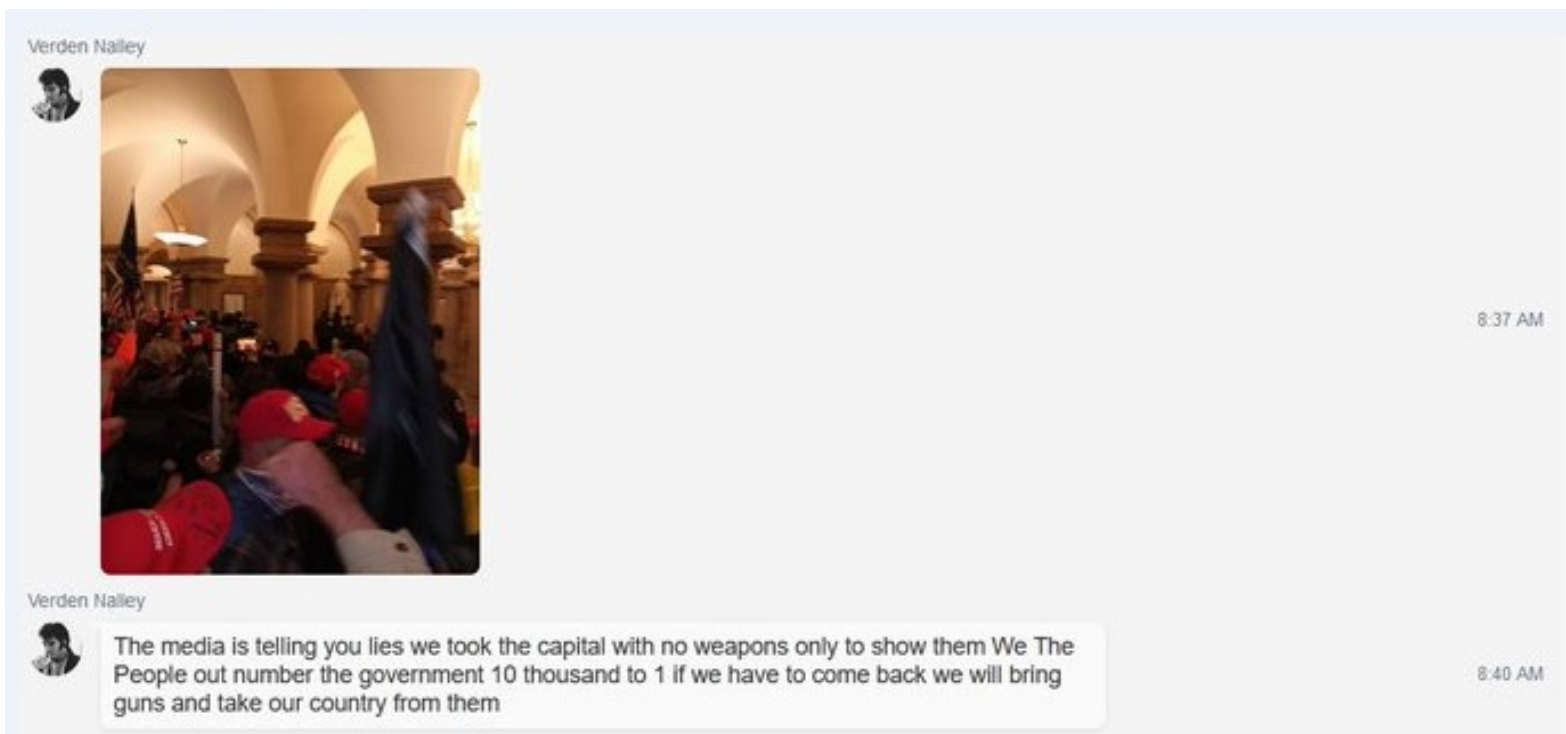 Verden Nalley
8:37 AM
Verden Nalley
The media is telling you lies we took the capital with no weapons only to show them We The
People out number the government 10 thousand to 1 if we have to come back we will bring
guns and take our country from them
8:40 AM